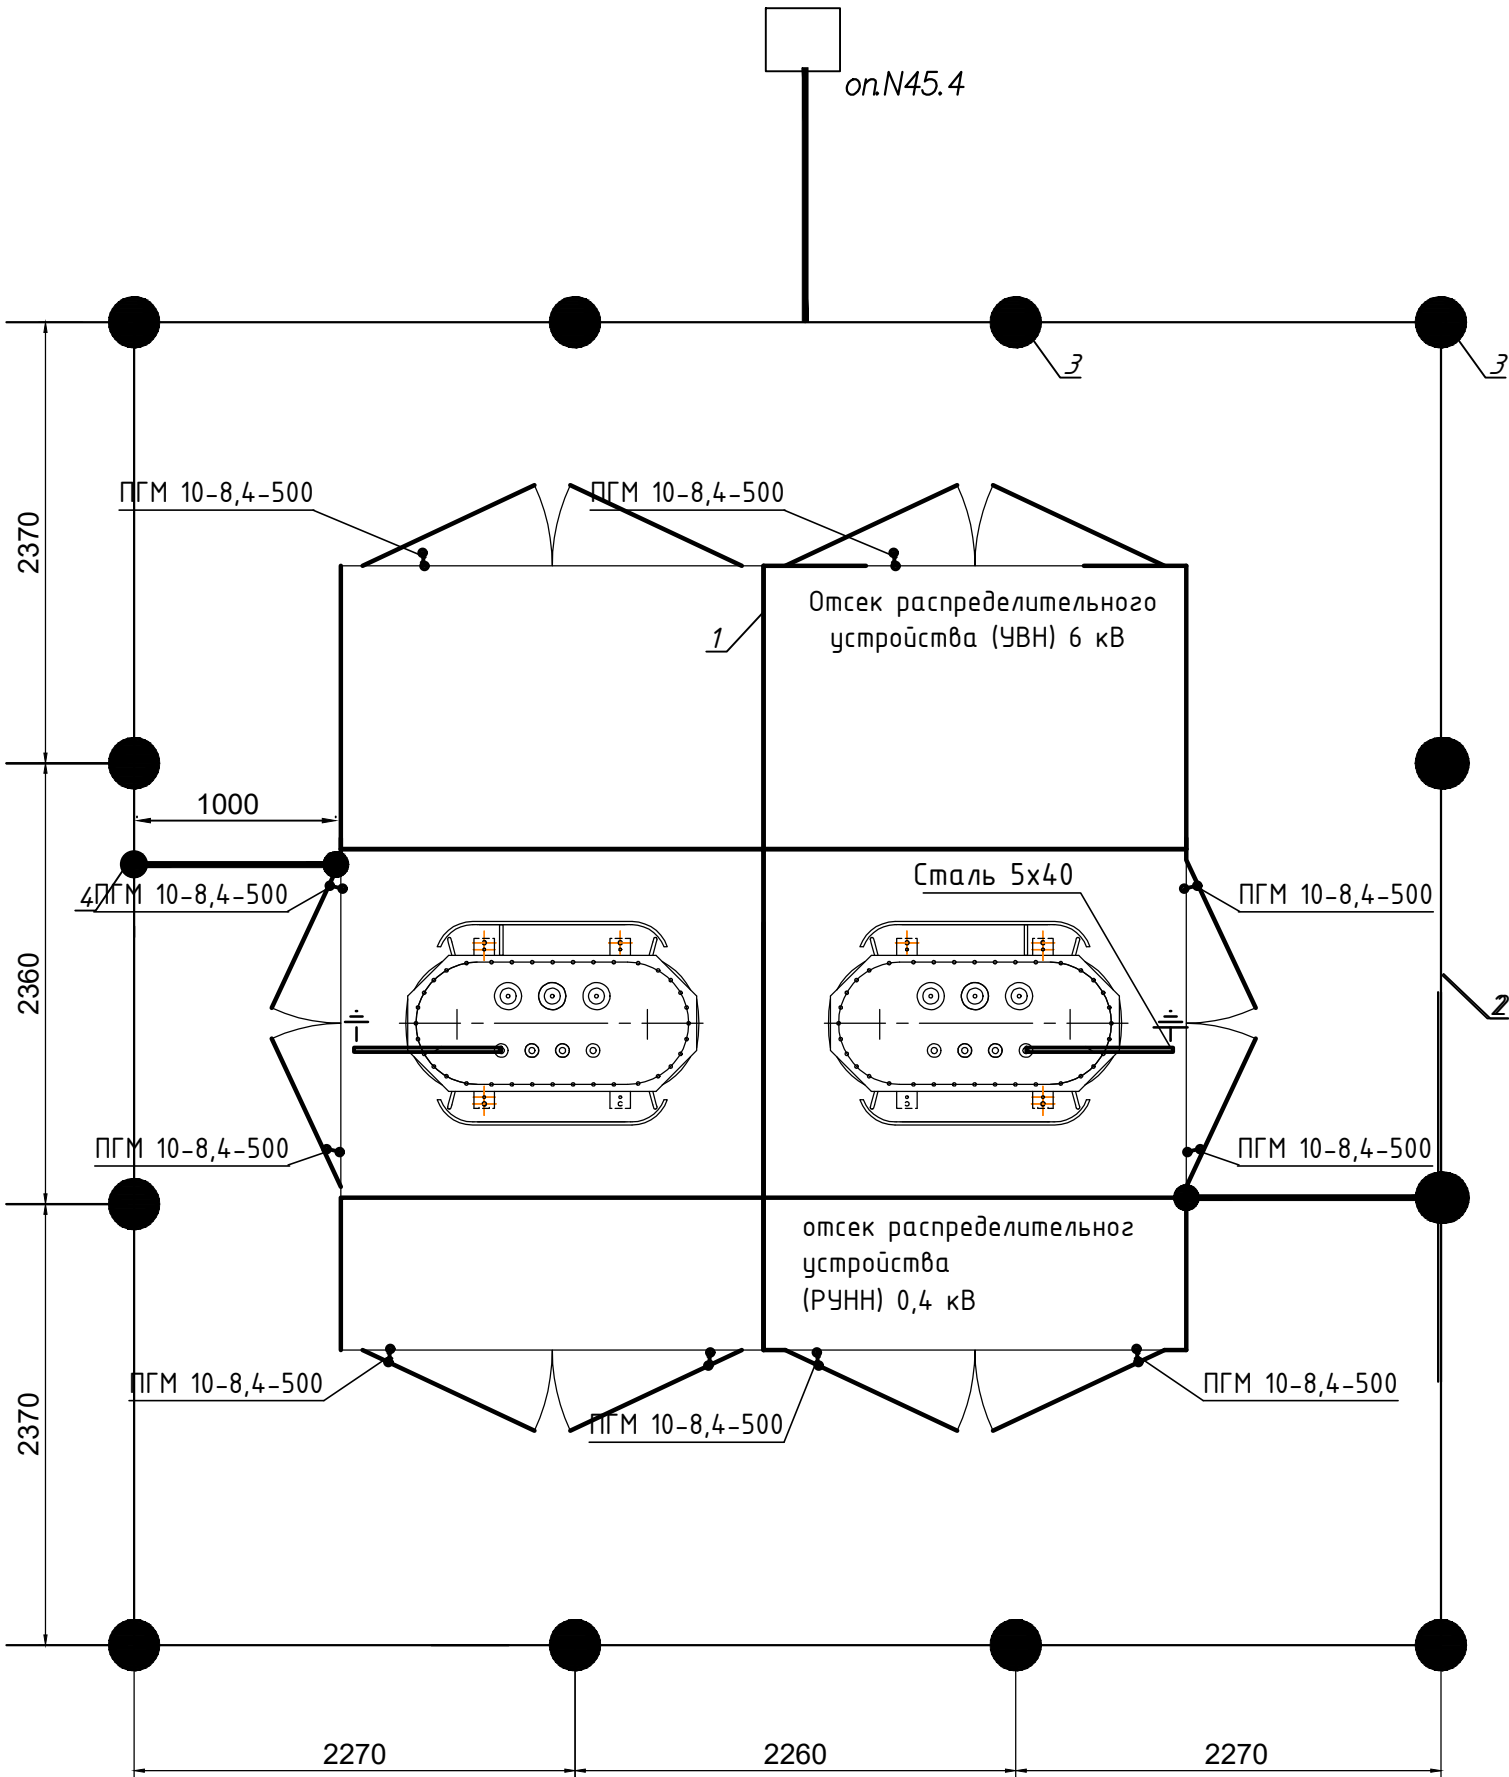 оп.N45.4
3
3
ПГМ 10-8,4-500
ПГМ 10-8,4-500
2370
Отсек распределительного
устройства (УВН) 6 кВ
1
1000
Сталь 5х40
4
ПГМ 10-8,4-500
ПГМ 10-8,4-500
2360
2
ПГМ 10-8,4-500
ПГМ 10-8,4-500
отсек распределительног
устройства
(РУНН) 0,4 кВ
2370
ПГМ 10-8,4-500
ПГМ 10-8,4-500
ПГМ 10-8,4-500
2270
2260
2270